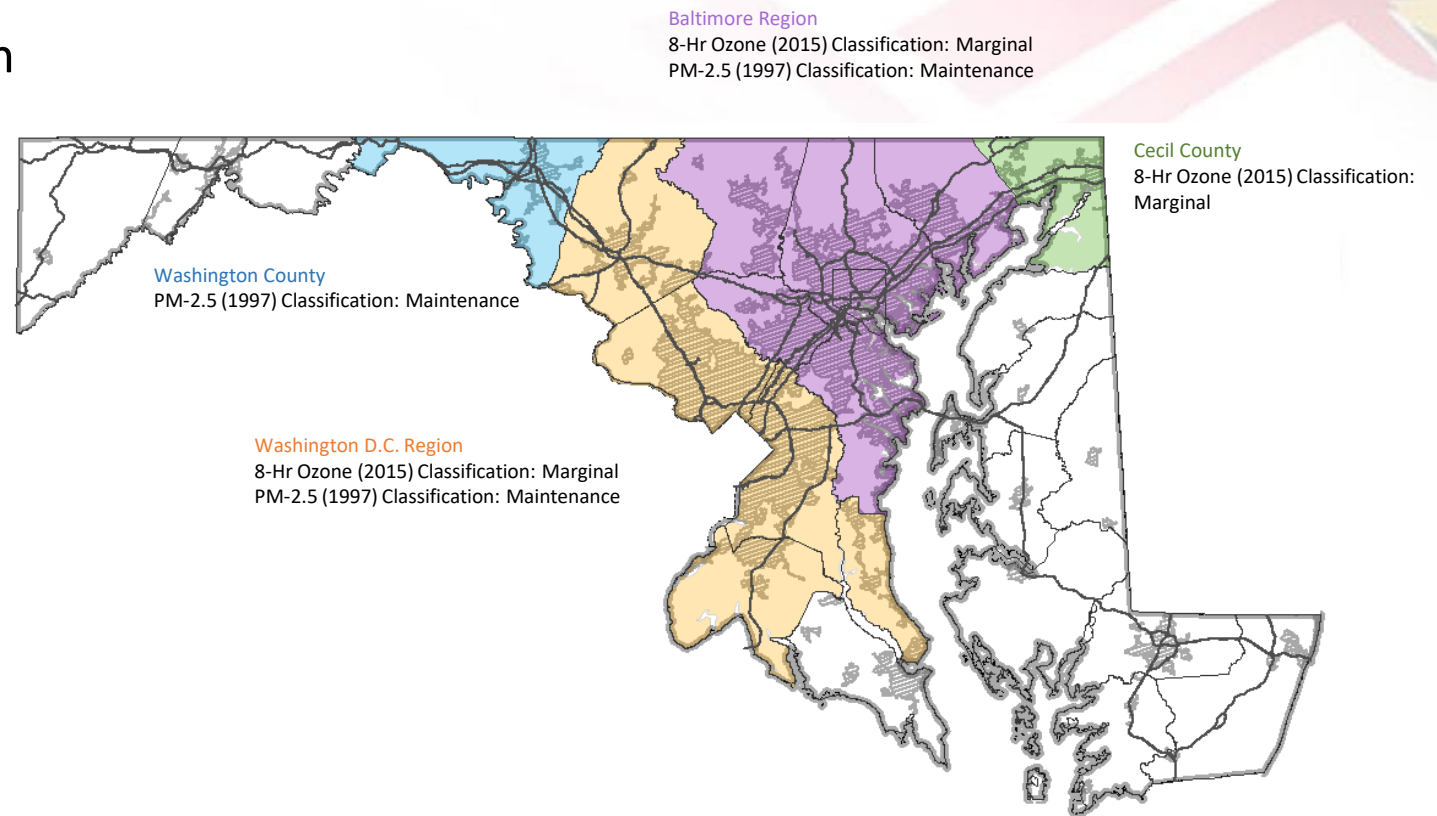 n
Baltimore Region
8-Hr Ozone (2015) Classification: Marginal
PM-2.5 (1997) Classification: Maintenance
Cecil County
8-Hr Ozone (2015) Classification:
Marginal
Washington County
PM-2.5 (1997) Classification: Maintenance
Washington D.C. Region
8-Hr Ozone (2015) Classification: Marginal
PM-2.5 (1997) Classification: Maintenance